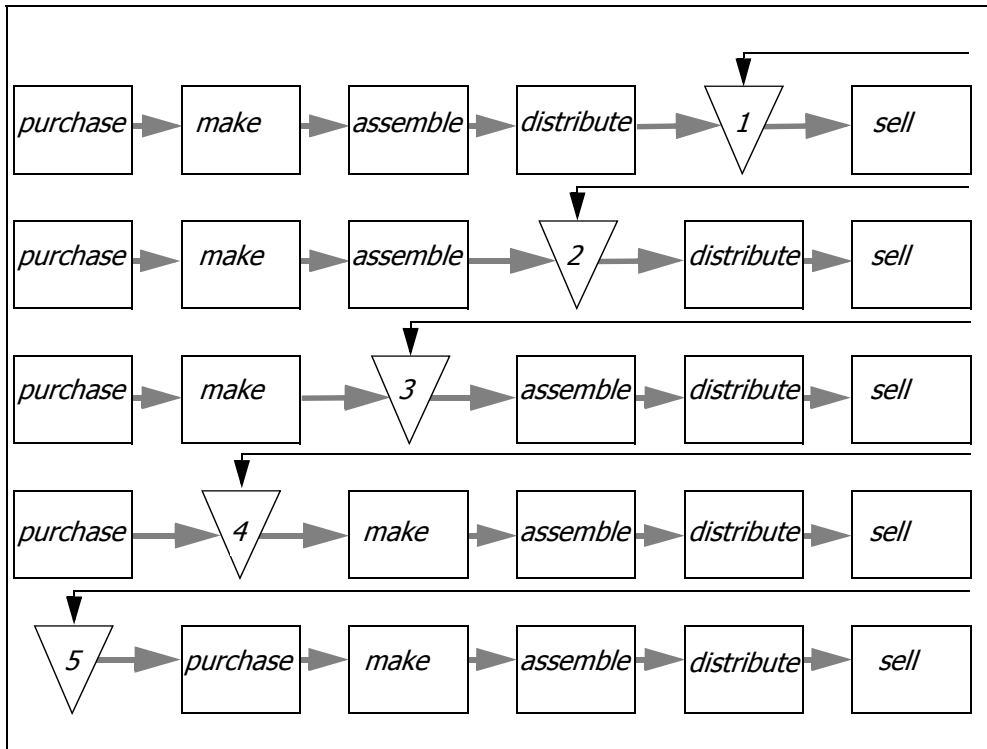 purchase make assemble distribute 1 sell
purchase make assemble 2 distribute sell
purchase make 3 assemble distribute sell
purchase 4 make assemble distribute sell
5 purchase make assemble distribute sell